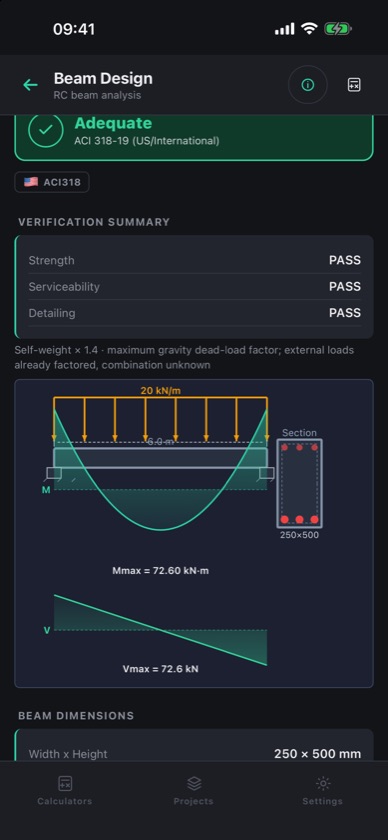 09:41
Beam Design
RC beam analysis
Adequate
ACI 318-19 (US/International)
ACI318
VERIFICATION SUMMARY
Strength PASS
Serviceability PASS
Detailing PASS
Self-weight × 1.4 · maximum gravity dead-load factor; external loads
already factored, combination unknown
20 kN/m
6.0 m
Section
M
250×500
Mmax = 72.60 kN·m
V
Vmax = 72.6 kN
BEAM DIMENSIONS
Width x Height 250 × 500 mm
Calculators Projects Settings